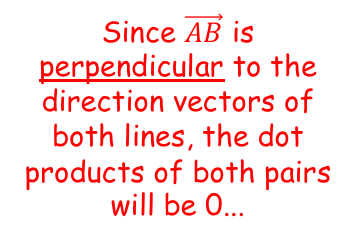 Since $\overrightarrow{AB}$ is
perpendicular to the
direction vectors of
both lines, the dot
products of both pairs
will be 0...